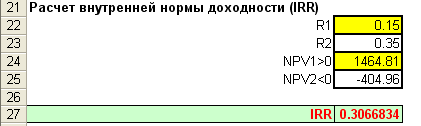 21 Расчет внутренней нормы доходности (IRR)
22 R1 0.15
23 R2 0.35
24 NPV1>0 1464.81
25 NPV2<0 -404.96
26
27 IRR 0.3066834